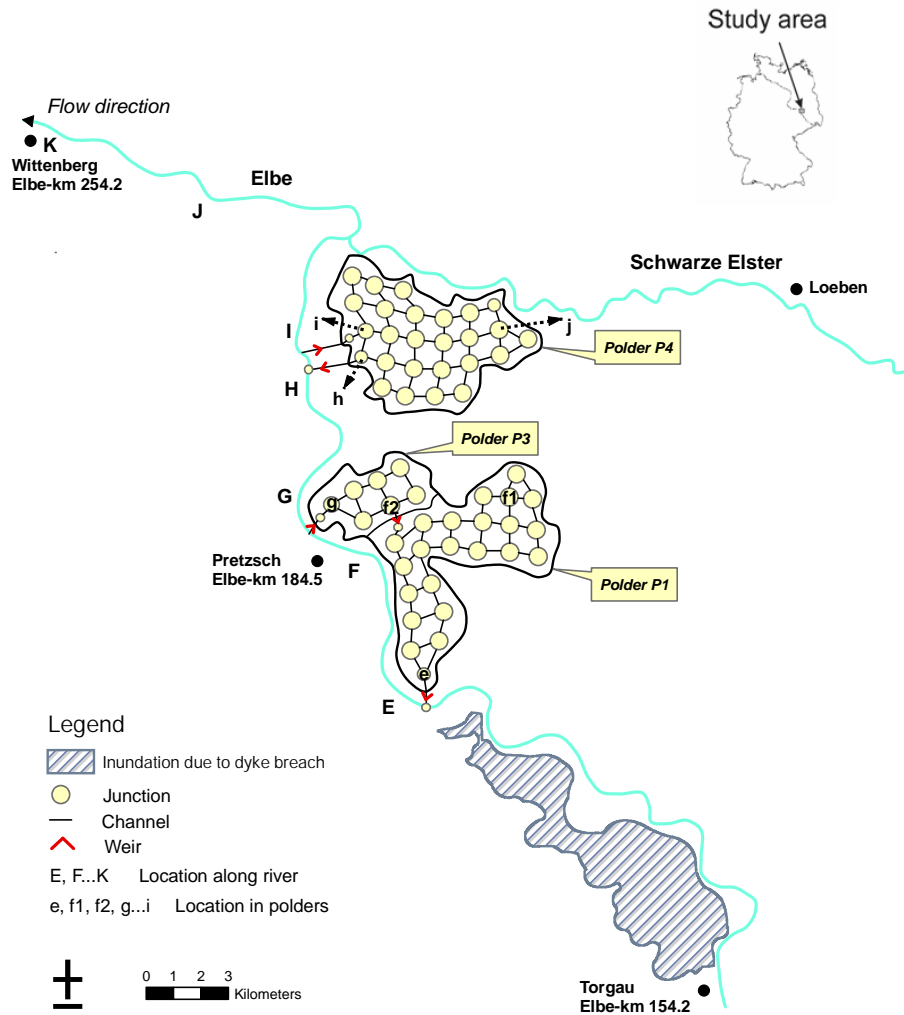 Study area
Flow direction
K
Wittenberg
Elbe-km 254.2
Elbe
J
Schwarze Elster
Loeben
I
i
j
Polder P4
H
h
Polder P3
G
g
f2
f1
Pretzsch
Elbe-km 184.5
F
Polder P1
e
E
Legend
Inundation due to dyke breach
Junction
Channel
Weir
E, F...K Location along river
e, f1, f2, g...i Location in polders
0 1 2 3
Kilometers
Torgau
Elbe-km 154.2